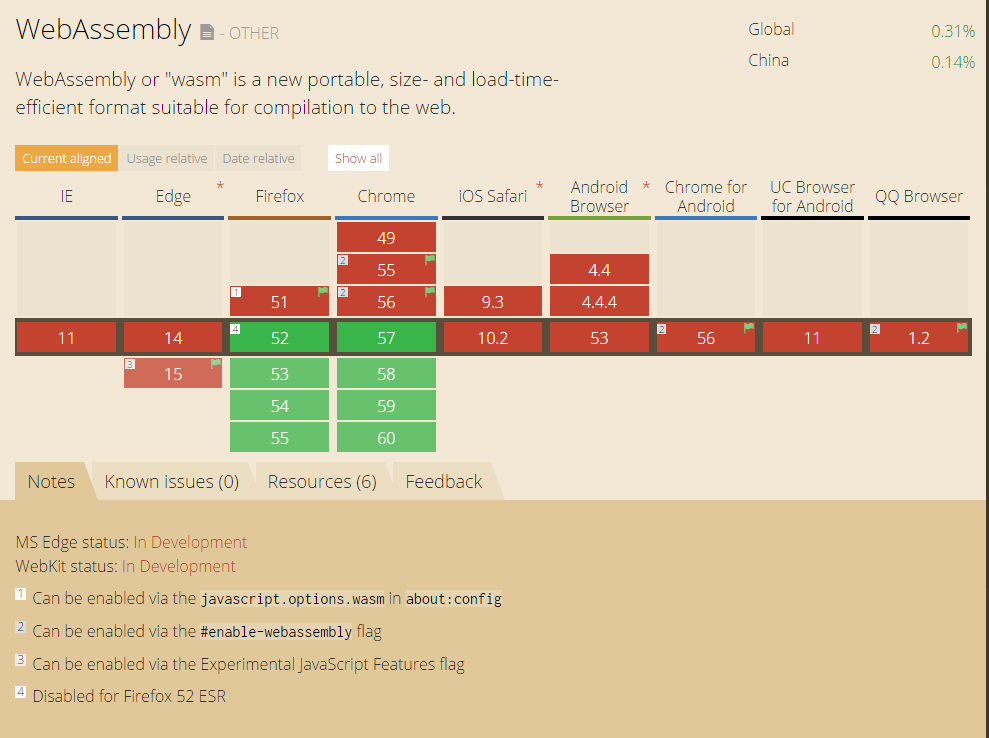 WebAssembly - OTHER
Global 0.31%
China 0.14%
WebAssembly or "wasm" is a new portable, size- and load-time-
efficient format suitable for compilation to the web.
Current aligned Usage relative Date relative Show all
IE Edge * Firefox Chrome iOS Safari * Android Browser * Chrome for Android UC Browser for Android QQ Browser
49
2 55 4.4
1 51 2 56 9.3 4.4.4
11 14 4 52 57 10.2 53 2 56 11 2 1.2
3 15 53 58
54 59
55 60
Notes Known issues (0) Resources (6) Feedback
MS Edge status: In Development
WebKit status: In Development
1 Can be enabled via the javascript.options.wasm in about:config
2 Can be enabled via the #enable-webassembly flag
3 Can be enabled via the Experimental JavaScript Features flag
4 Disabled for Firefox 52 ESR